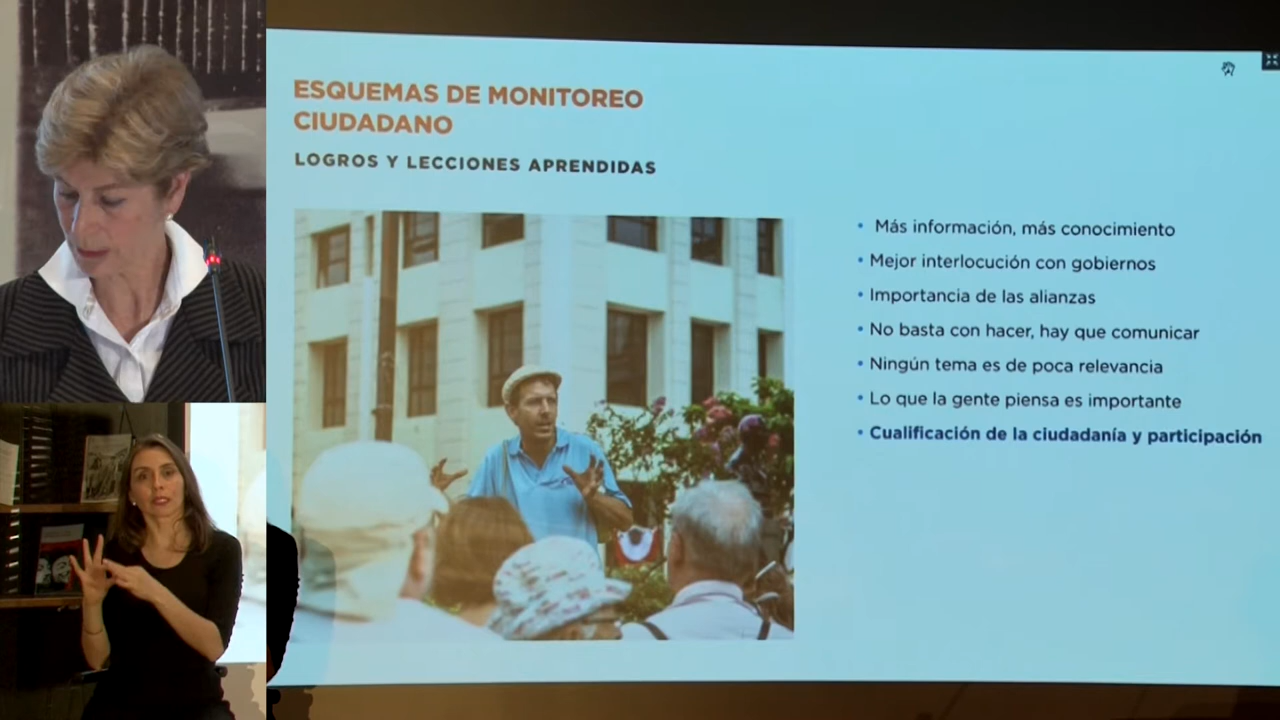 ESQUEMAS DE MONITOREO
CIUDADANO
LOGROS Y LECCIONES APRENDIDAS
• Más información, más conocimiento
• Mejor interlocución con gobiernos
• Importancia de las alianzas
• No basta con hacer, hay que comunicar
• Ningún tema es de poca relevancia
• Lo que la gente piensa es importante
• Cualificación de la ciudadanía y participación